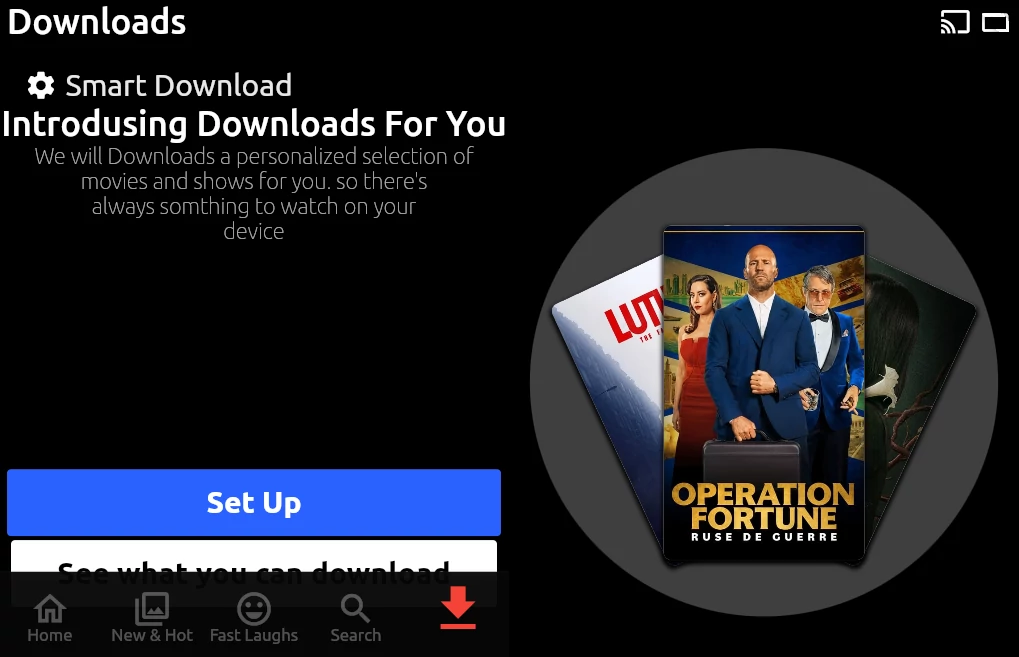 Downloads
Smart Download
Introdusing Downloads For You
We will Downloads a personalized selection of
movies and shows for you. so there's
always somthing to watch on your
device
LUT
THE F
OPERATION
FORTUNE
RUSE DE GUERRE
Set Up
See what you can download
Home
New & Hot
Fast Laughs
Search